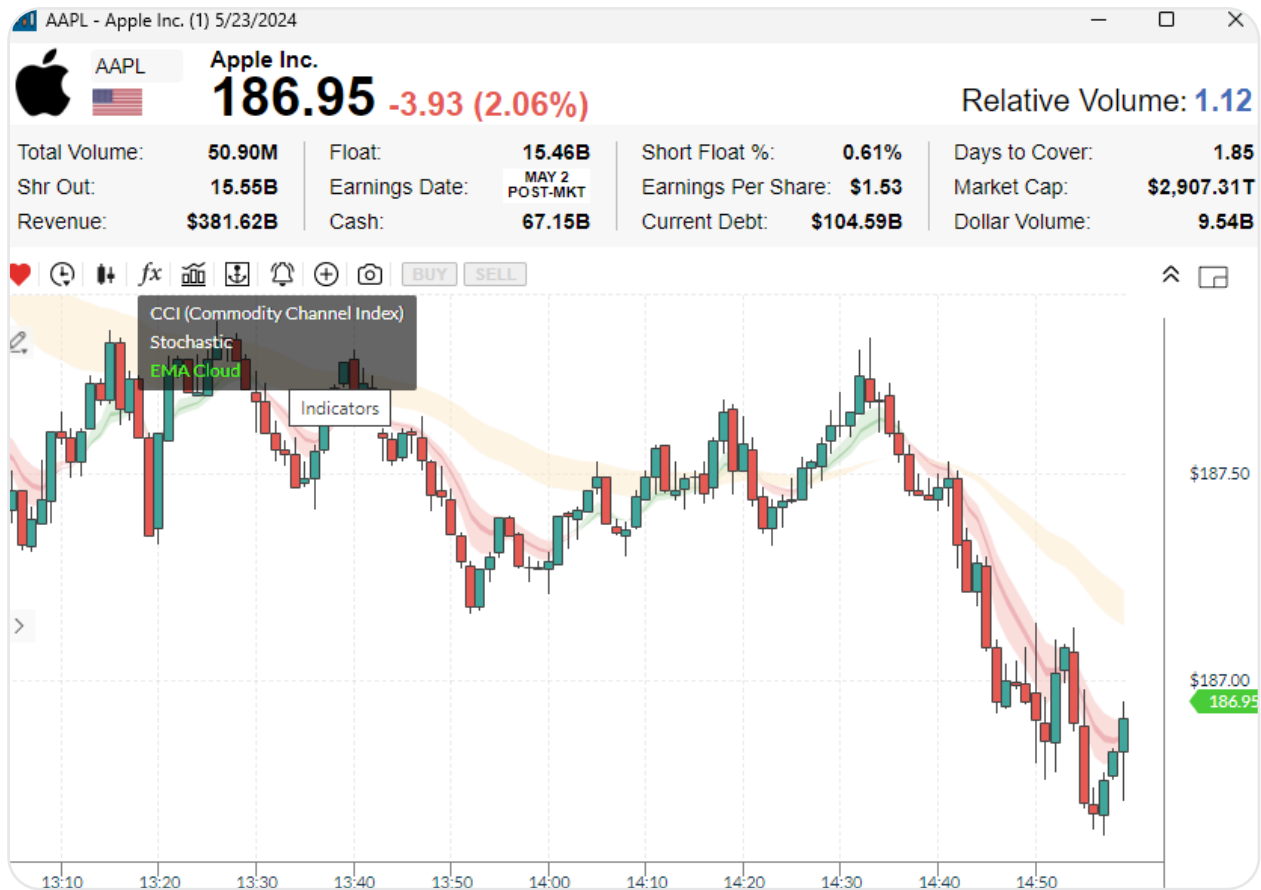 AAPL - Apple Inc. (1) 5/23/2024
AAPL
Apple Inc.
186.95 -3.93 (2.06%)
Relative Volume: 1.12
Total Volume: 50.90M
Float: 15.46B
Short Float %: 0.61%
Days to Cover: 1.85
Shr Out: 15.55B
Earnings Date: MAY 2 POST-MKT
Earnings Per Share: $1.53
Market Cap: $2,907.31T
Revenue: $381.62B
Cash: 67.15B
Current Debt: $104.59B
Dollar Volume: 9.54B
fx
BUY
SELL
CCI (Commodity Channel Index)
Stochastic
EMA Cloud
Indicators
$187.50
$187.00
186.95
13:10 13:20 13:30 13:40 13:50 14:00 14:10 14:20 14:30 14:40 14:50